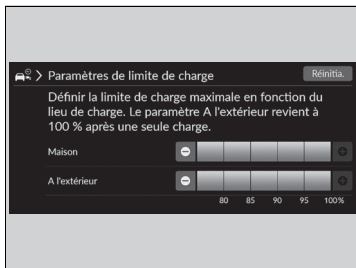 Paramètres de limite de charge
Réinitia.
Définir la limite de charge maximale en fonction du
lieu de charge. Le paramètre A l'extérieur revient à
100 % après une seule charge.
Maison
A l'extérieur
80 85 90 95 100%